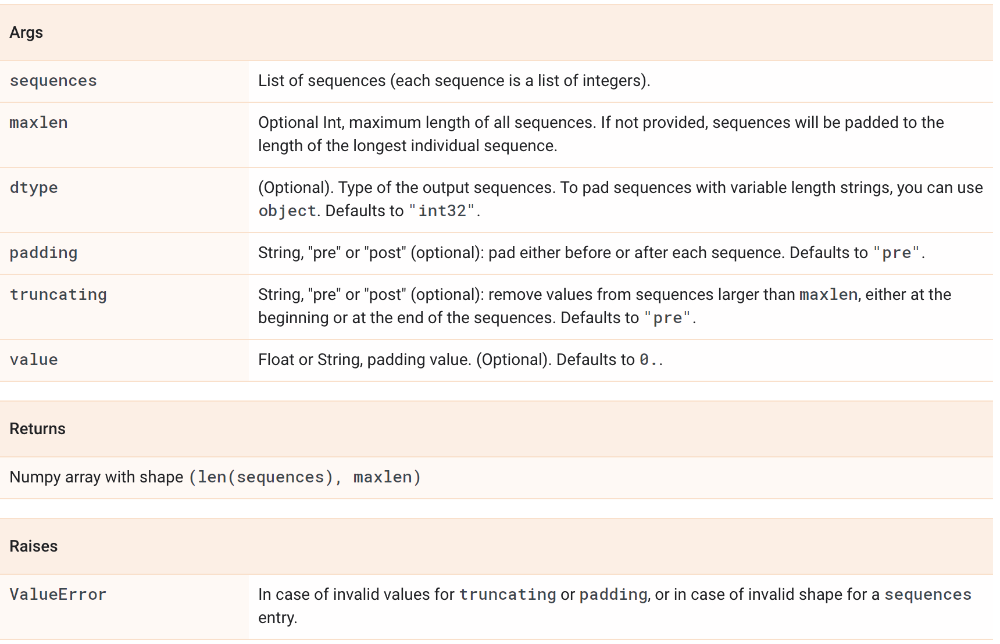 Args
sequences
List of sequences (each sequence is a list of integers).
maxlen
Optional Int, maximum length of all sequences. If not provided, sequences will be padded to the
length of the longest individual sequence.
dtype
(Optional). Type of the output sequences. To pad sequences with variable length strings, you can use
object. Defaults to "int32".
padding
String, "pre" or "post" (optional): pad either before or after each sequence. Defaults to "pre".
truncating
String, "pre" or "post" (optional): remove values from sequences larger than maxlen, either at the
beginning or at the end of the sequences. Defaults to "pre".
value
Float or String, padding value. (Optional). Defaults to 0..
Returns
Numpy array with shape (len(sequences), maxlen)
Raises
ValueError
In case of invalid values for truncating or padding, or in case of invalid shape for a sequences
entry.